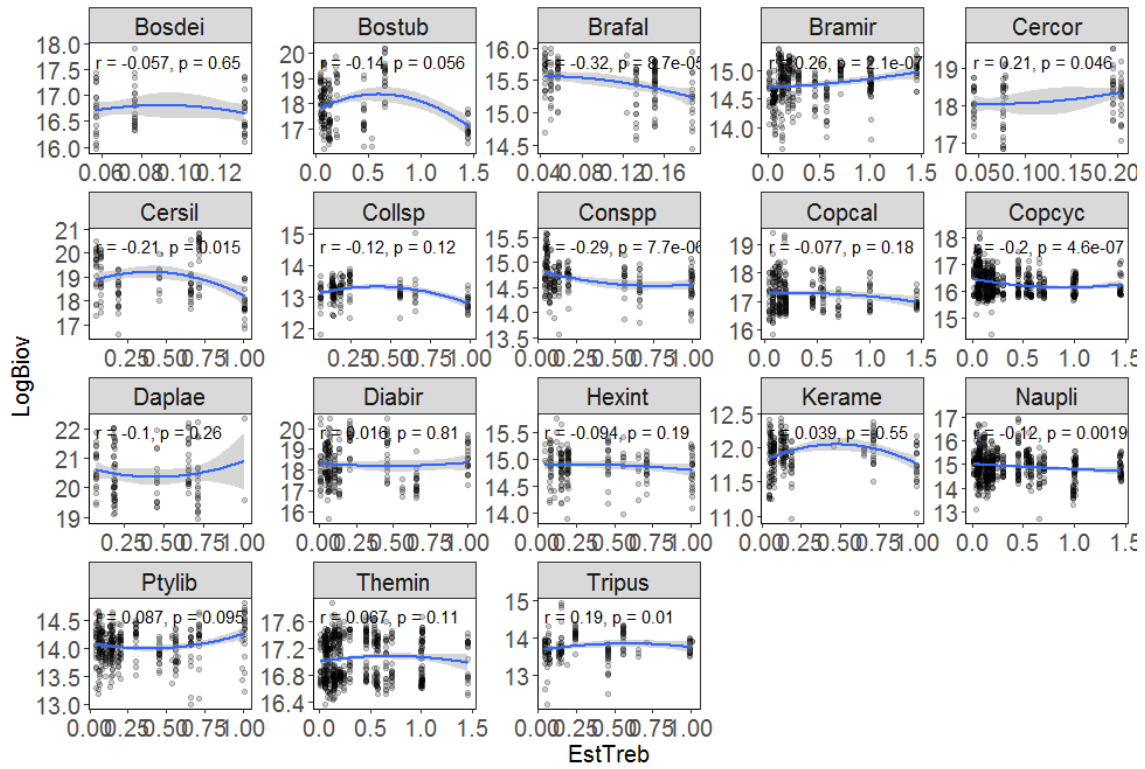 Bosdei Bostub Brafal Bramir Cercor
r = -0.057, p = 0.65 r = -0.14, p = 0.056 r = -0.32, p = 8.7e-05 r = 0.26, p = 2.1e-07 r = 0.21, p = 0.046
18.0 17.5 17.0 16.5 16.0
20 19 18 17
16.0 15.5 15.0 14.5
15.0 14.5 14.0
19 18 17
0.06 0.08 0.10 0.12 0.0 0.5 1.0 1.5 0.04 0.08 0.12 0.16 0.0 0.5 1.0 1.5 0.05 0.10 0.15 0.20
Cersil Collsp Conspp Copcal Copcyc
r = -0.21, p = 0.015 r = -0.12, p = 0.12 r = -0.29, p = 7.7e-06 r = -0.077, p = 0.18 r = -0.2, p = 4.6e-07
21 20 19 18 17
15 14 13 12
15.5 15.0 14.5 14.0 13.5
19 18 17 16
18 17 16 15
0.25 0.50 0.75 1.00 0.00 0.25 0.50 0.75 1.00 0.00 0.25 0.50 0.75 1.00 0.0 0.5 1.0 1.5 0.0 0.5 1.0 1.5
LogBiov
Daplae Diabir Hexint Kerame Naupli
r = -0.1, p = 0.26 r = 0.016, p = 0.81 r = -0.094, p = 0.19 r = 0.039, p = 0.55 r = -0.12, p = 0.0019
22 21 20 19
20 19 18 17 16
15.5 15.0 14.5 14.0
12.5 12.0 11.5 11.0
17 16 15 14 13
0.25 0.50 0.75 1.00 0.00 0.25 0.50 0.75 1.00 0.00 0.25 0.50 0.75 1.00 0.00 0.25 0.50 0.75 1.00 0.0 0.5 1.0 1.5
Ptylib Themin Tripus
r = 0.087, p = 0.095 r = 0.067, p = 0.11 r = 0.19, p = 0.01
14.5 14.0 13.5 13.0
17.6 17.2 16.8 16.4
15 14 13
0.00 0.25 0.50 0.75 1.00 0.0 0.5 1.0 1.5 0.00 0.25 0.50 0.75 1.00
EstTreb